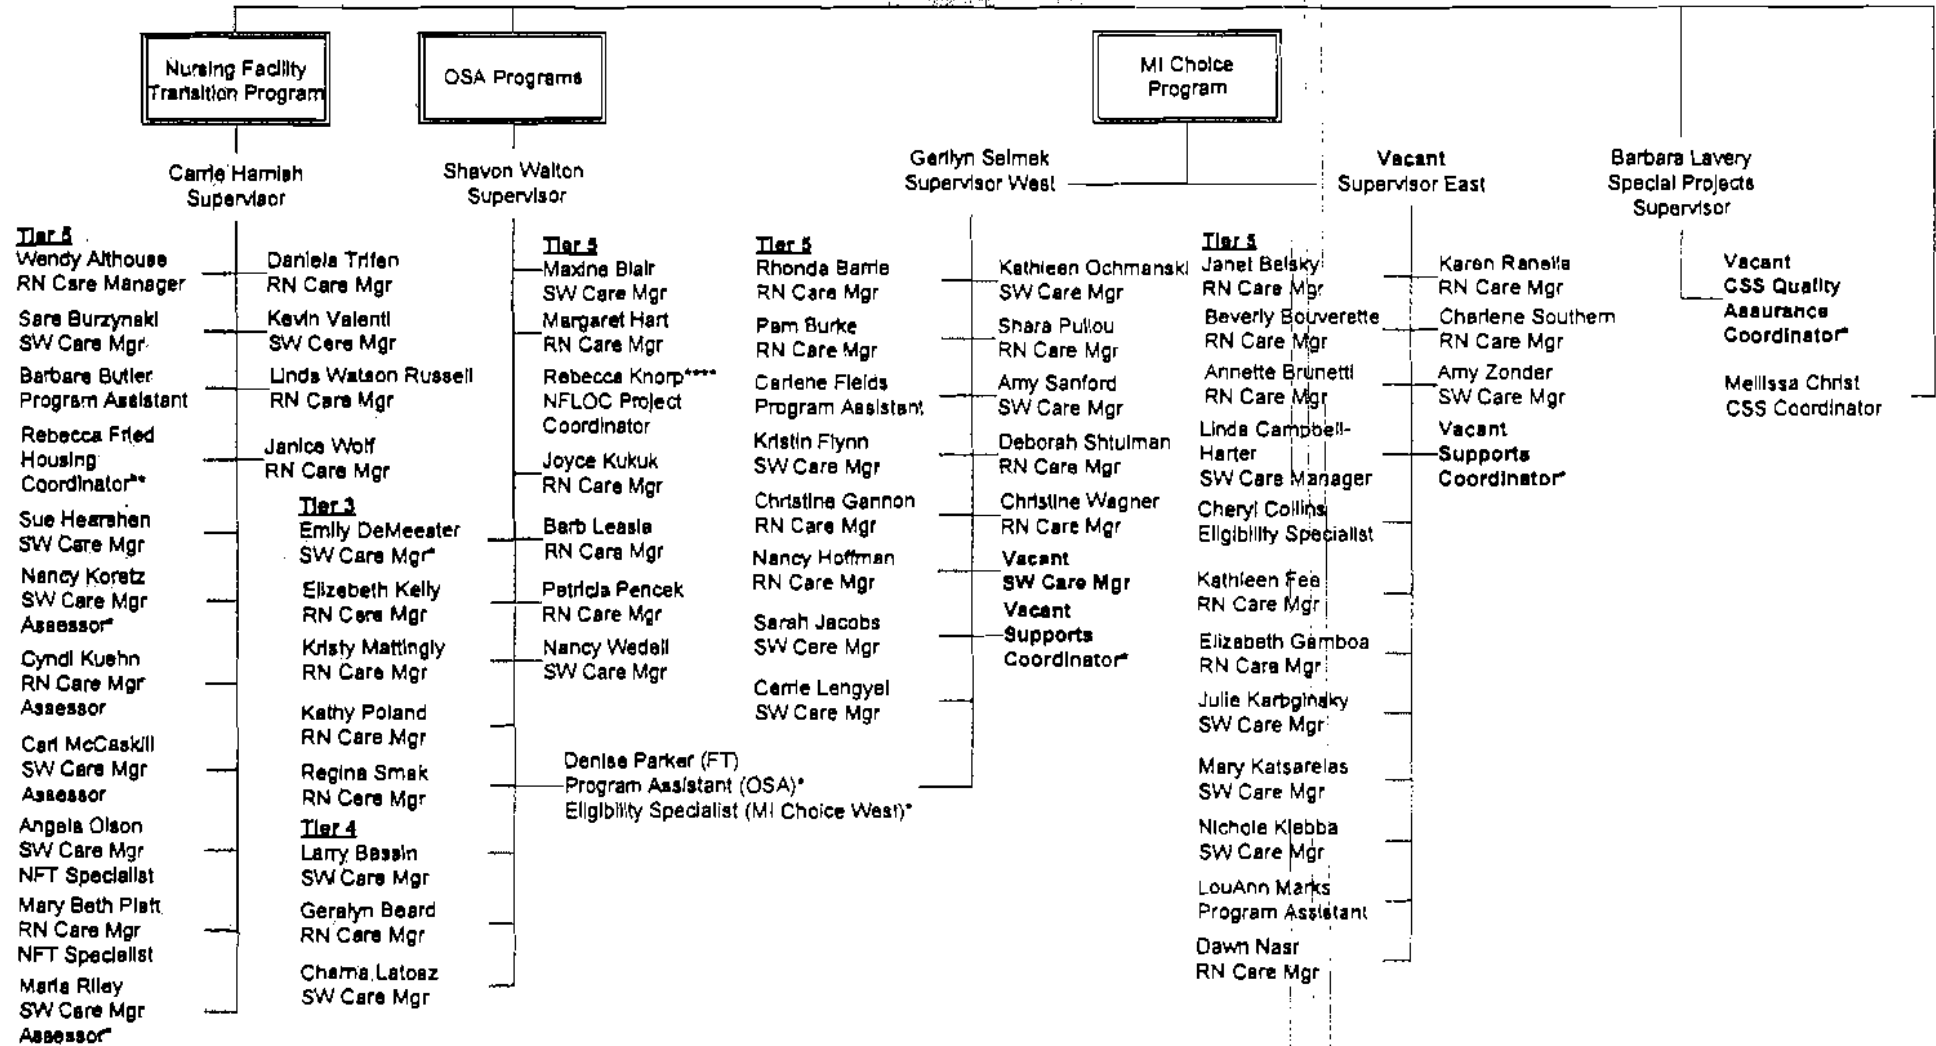 Nursing Facility
Transition Program
OSA Programs
MI Choice
Program
Carrie Harnish
Supervisor
Shavon Walton
Supervisor
Gerilyn Selmek
Supervisor West
Vacant
Supervisor East
Barbara Lavery
Special Projects
Supervisor
Tier 5
Wendy Althouse
RN Care Manager
Sara Burzynski
SW Care Mgr
Barbara Butler
Program Assistant
Rebecca Fried
Housing
Coordinator**
Sue Hearshen
SW Care Mgr
Nancy Koretz
SW Care Mgr
Assessor*
Cyndi Kuehn
RN Care Mgr
Assessor
Carl McCaskill
SW Care Mgr
Assessor
Angela Olson
SW Care Mgr
NFT Specialist
Mary Beth Platt
RN Care Mgr
NFT Specialist
Maria Riley
SW Care Mgr
Assessor*
Daniela Trifan
RN Care Mgr
Kevin Valenti
SW Care Mgr
Linda Watson Russell
RN Care Mgr
Janice Wolf
RN Care Mgr
Tier 3
Emily DeMeester
SW Care Mgr*
Elizabeth Kelly
RN Care Mgr
Kristy Mattingly
RN Care Mgr
Kathy Poland
RN Care Mgr
Regina Smak
RN Care Mgr
Tier 4
Larry Bassin
SW Care Mgr
Geralyn Beard
RN Care Mgr
SW Care Mgr
Tier 5
Maxine Blair
SW Care Mgr
Margaret Hart
RN Care Mgr
Rebecca Knorp****
NFLOC Project
Coordinator
Joyce Kukuk
RN Care Mgr
Barb Leasia
RN Care Mgr
Patricia Pencek
RN Care Mgr
Nancy Wedell
SW Care Mgr
Denise Parker (FT)
Program Assistant (OSA)*
Eligibility Specialist (MI Choice West)*
Tier 5
Rhonda Barrie
RN Care Mgr
Pam Burke
RN Care Mgr
Carlene Fields
Program Assistant
Kristin Flynn
SW Care Mgr
Christine Gannon
RN Care Mgr
Nancy Hoffman
RN Care Mgr
Sarah Jacobs
SW Care Mgr
Carrie Lengyel
SW Care Mgr
Kathleen Ochmanski
SW Care Mgr
Shara Pullou
RN Care Mgr
Amy Sanford
SW Care Mgr
Deborah Shtulman
RN Care Mgr
Christine Wagner
RN Care Mgr
Vacant
SW Care Mgr
Vacant
Supports
Coordinator*
Tier 5
Janet Belsky
RN Care Mgr
Beverly Bouverette
RN Care Mgr
Annette Brunetti
RN Care Mgr
Linda Campbell-
Harter
SW Care Manager
Cheryl Collins
Eligibility Specialist
Kathleen Fee
RN Care Mgr
Elizabeth Gamboa
RN Care Mgr
Julie
SW Care Mgr
Mary Katsarelas
SW Care Mgr
Nichole Klebba
SW Care Mgr
LouAnn Marks
Program Assistant
Dawn Nasr
RN Care Mgr
Karen Ranella
RN Care Mgr
Charlene Southern
RN Care Mgr
Amy Zonder
SW Care Mgr
Vacant
Supports
Coordinator*
Vacant
CSS Quality
Assurance
Coordinator*
Melissa Christ
CSS Coordinator